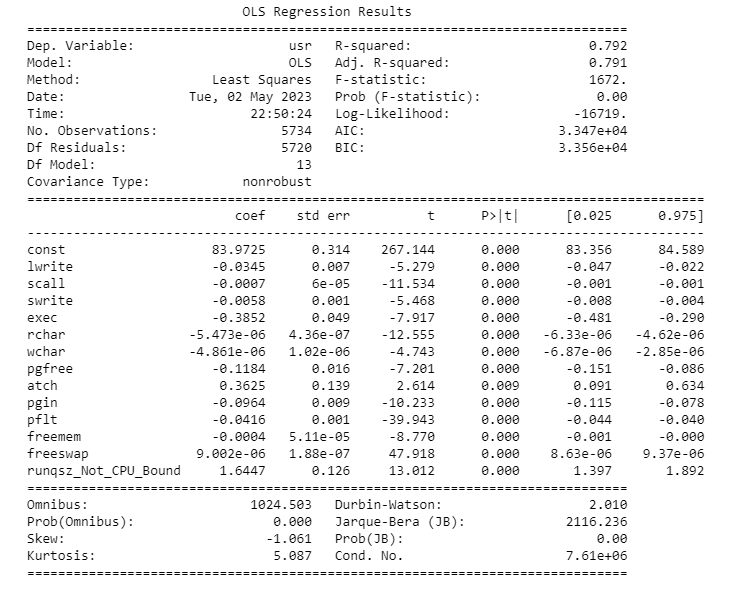 OLS Regression Results
==============================================================================
Dep. Variable: usr R-squared: 0.792
Model: OLS Adj. R-squared: 0.791
Method: Least Squares F-statistic: 1672.
Date: Tue, 02 May 2023 Prob (F-statistic): 0.00
Time: 22:50:24 Log-Likelihood: -16719.
No. Observations: 5734 AIC: 3.347e+04
Df Residuals: 5720 BIC: 3.356e+04
Df Model: 13
Covariance Type: nonrobust
========================================================================================
coef std err t P>|t| [0.025 0.975]
----------------------------------------------------------------------------------------
const 83.9725 0.314 267.144 0.000 83.356 84.589
lwrite -0.0345 0.007 -5.279 0.000 -0.047 -0.022
scall -0.0007 6e-05 -11.534 0.000 -0.001 -0.001
swrite -0.0058 0.001 -5.468 0.000 -0.008 -0.004
exec -0.3852 0.049 -7.917 0.000 -0.481 -0.290
rchar -5.473e-06 4.36e-07 -12.555 0.000 -6.33e-06 -4.62e-06
wchar -4.861e-06 1.02e-06 -4.743 0.000 -6.87e-06 -2.85e-06
pgfree -0.1184 0.016 -7.201 0.000 -0.151 -0.086
atch 0.3625 0.139 2.614 0.009 0.091 0.634
pgin -0.0964 0.009 -10.233 0.000 -0.115 -0.078
pflt -0.0416 0.001 -39.943 0.000 -0.044 -0.040
freemem -0.0004 5.11e-05 -8.770 0.000 -0.001 -0.000
freeswap 9.002e-06 1.88e-07 47.918 0.000 8.63e-06 9.37e-06
runqsz_Not_CPU_Bound 1.6447 0.126 13.012 0.000 1.397 1.892
==============================================================================
Omnibus: 1024.503 Durbin-Watson: 2.010
Prob(Omnibus): 0.000 Jarque-Bera (JB): 2116.236
Skew: -1.061 Prob(JB): 0.00
Kurtosis: 5.087 Cond. No. 7.61e+06
==============================================================================